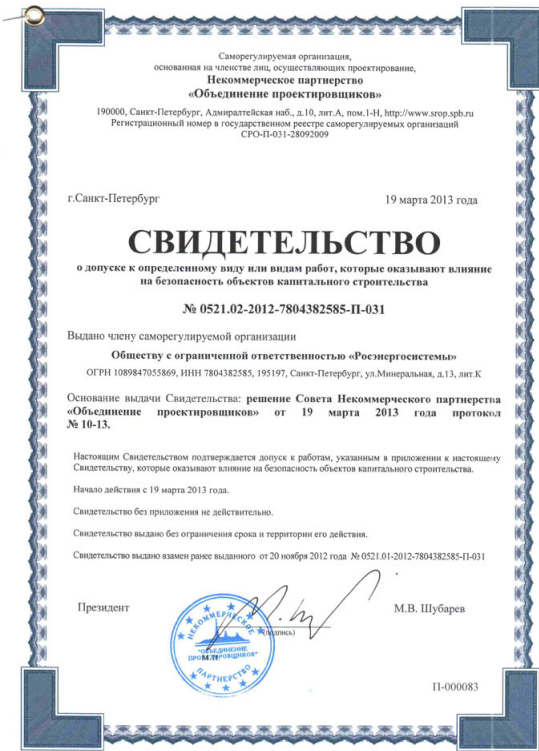 Саморегулируемая организация,
основанная на членстве лиц, осуществляющих проектирование,
Некоммерческое партнерство
«Объединение проектировщиков»
190000, Санкт-Петербург, Адмиралтейская наб., д.10, лит.А, пом.1-Н, http://www.srop.spb.ru
Регистрационный номер в государственном реестре саморегулируемых организаций
СРО-П-031-28092009
г.Санкт-Петербург
19 марта 2013 года
СВИДЕТЕЛЬСТВО
о допуске к определенному виду или видам работ, которые оказывают влияние
на безопасность объектов капитального строительства
№ 0521.02-2012-7804382585-П-031
Выдано члену саморегулируемой организации
Обществу с ограниченной ответственностью «Росэнергосистемы»
ОГРН 1089847055869, ИНН 7804382585, 195197, Санкт-Петербург, ул.Минеральная, д.13, лит.К
Основание выдачи Свидетельства: решение Совета Некоммерческого партнерства
«Объединение проектировщиков» от 19 марта 2013 года протокол
№ 10-13.
Настоящим Свидетельством подтверждается допуск к работам, указанным в приложении к настоящему
Свидетельству, которые оказывают влияние на безопасность объектов капитального строительства.
Начало действия с 19 марта 2013 года.
Свидетельство без приложения не действительно.
Свидетельство выдано без ограничения срока и территории его действия.
Свидетельство выдано взамен ранее выданного от 20 ноября 2012 года № 0521.01-2012-7804382585-П-031
Президент
М.В. Шубарев
(подпись)
НЕКОММЕРЧЕСКОЕ
"ОБЪЕДИНЕНИЕ
ПРОЕКТИРОВЩИКОВ"
М.П.
ПАРТНЕРСТВО
П-000083